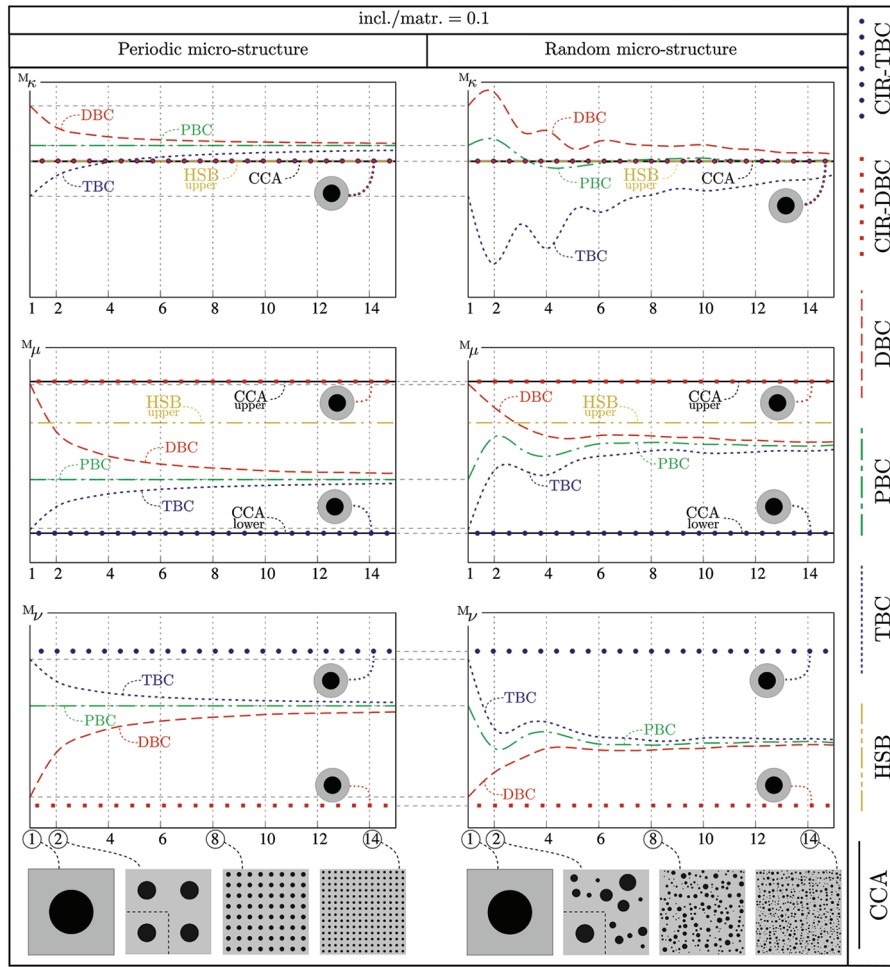 incl./matr. = 0.1
Periodic micro-structure
Random micro-structure
ᴹκ
DBC
PBC
TBC
HSB
upper
CCA
1 2 4 6 8 10 12 14
ᴹκ
DBC
PBC
HSB
upper
CCA
TBC
1 2 4 6 8 10 12 14
ᴹμ
CCA
upper
HSB
upper
DBC
PBC
TBC
CCA
lower
1 2 4 6 8 10 12 14
ᴹμ
CCA
upper
DBC
HSB
upper
PBC
TBC
CCA
lower
1 2 4 6 8 10 12 14
ᴹν
TBC
PBC
DBC
1 2 4 6 8 10 12 14
ᴹν
TBC
PBC
DBC
1 2 4 6 8 10 12 14
CIR-TBC
CIR-DBC
DBC
PBC
TBC
HSB
CCA